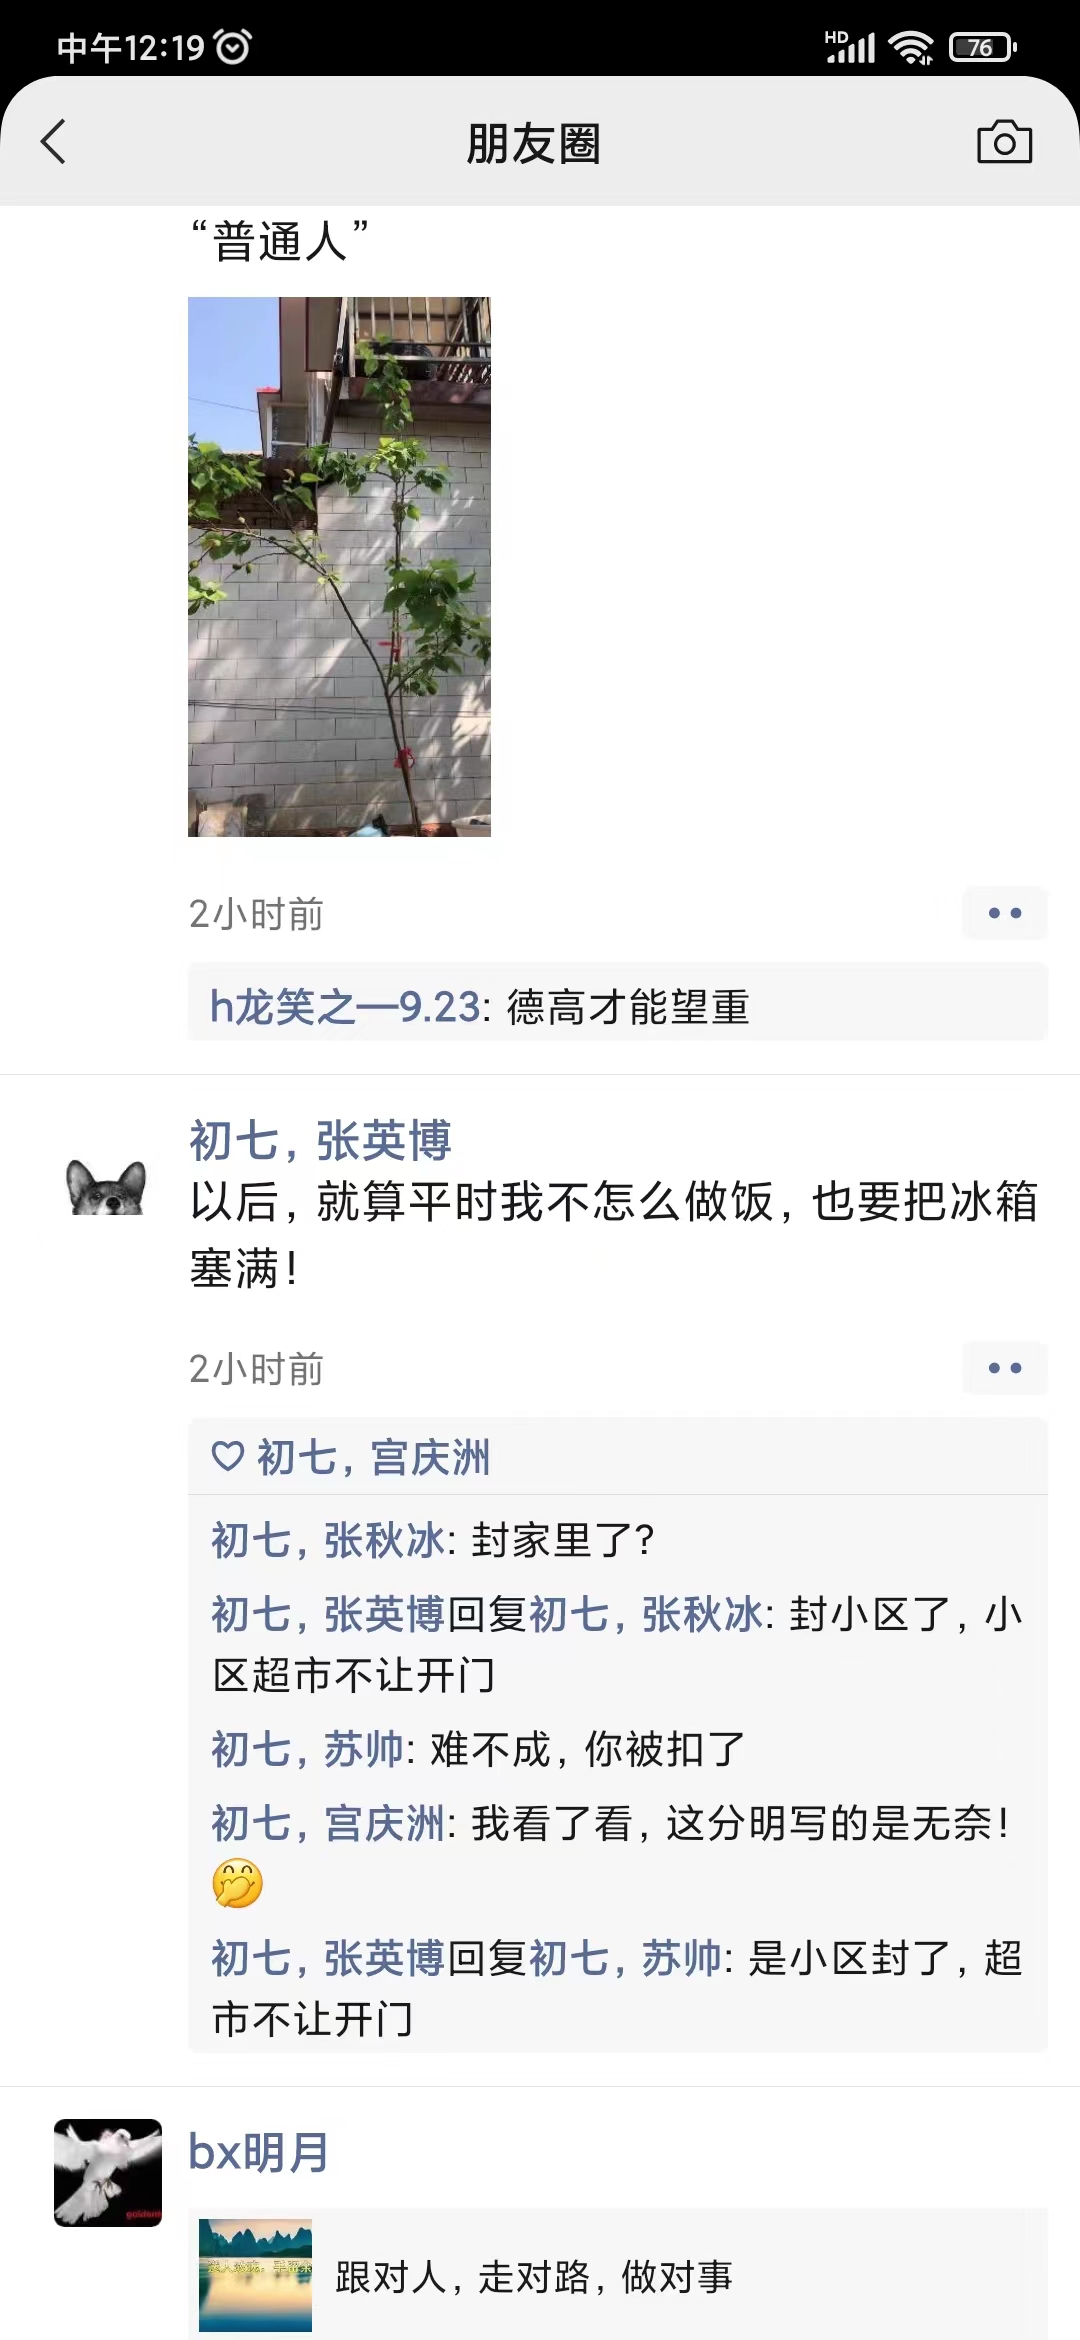 中午12:19
HD
76
朋友圈
“普通人”
2小时前
h龙笑之一9.23: 德高才能望重
初七, 张英博
以后, 就算平时我不怎么做饭, 也要把冰箱
塞满!
2小时前
初七, 宫庆洲
初七, 张秋冰: 封家里了?
初七, 张英博回复初七, 张秋冰: 封小区了, 小
区超市不让开门
初七, 苏帅: 难不成, 你被扣了
初七, 宫庆洲: 我看了看, 这分明写的是无奈!
初七, 张英博回复初七, 苏帅: 是小区封了, 超
市不让开门
bx明月
跟对人, 走对路, 做对事